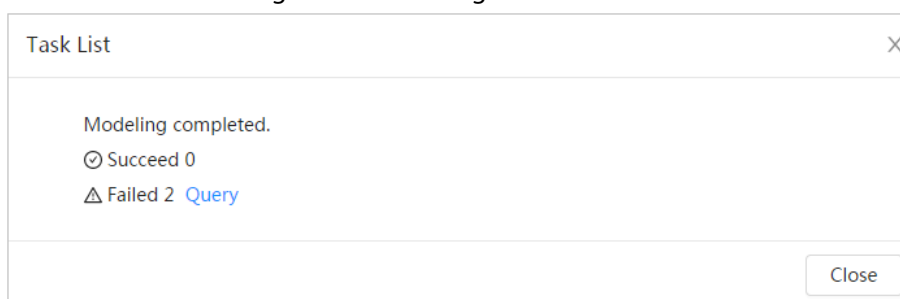 Task List
Modeling completed.
Succeed 0
Failed 2 Query
Close